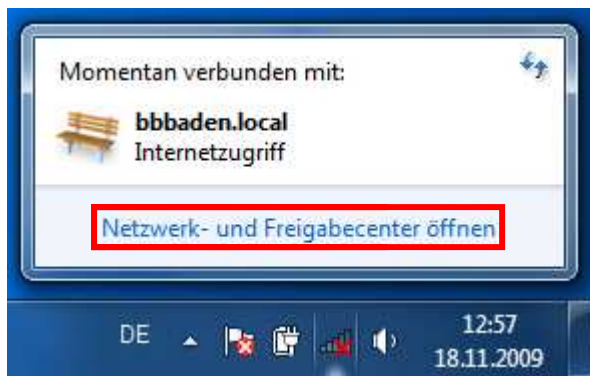 Momentan verbunden mit:
bbbaden.local
Internetzugriff
Netzwerk- und Freigabecenter öffnen
DE
12:57
18.11.2009